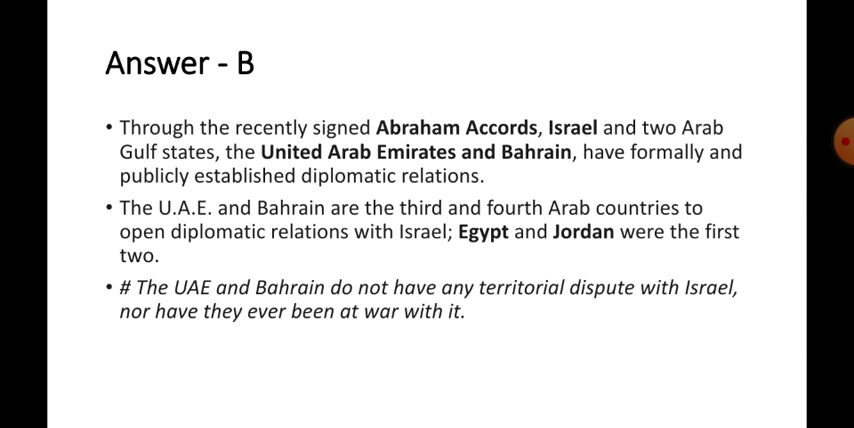 Answer - B
• Through the recently signed Abraham Accords, Israel and two Arab
Gulf states, the United Arab Emirates and Bahrain, have formally and
publicly established diplomatic relations.
• The U.A.E. and Bahrain are the third and fourth Arab countries to
open diplomatic relations with Israel; Egypt and Jordan were the first
two.
• # The UAE and Bahrain do not have any territorial dispute with Israel,
nor have they ever been at war with it.